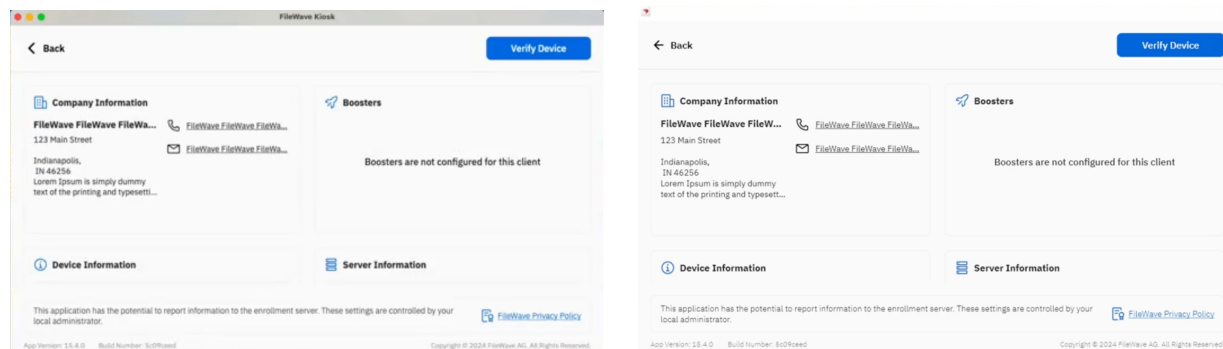 FileWave Kiosk
Back
Verify Device
Company Information
FileWave FileWave FileWa...
123 Main Street
Indianapolis,
IN 46256
Lorem Ipsum is simply dummy
text of the printing and typesetti...
FileWave FileWave FileWa...
FileWave FileWave FileWa...
Boosters
Boosters are not configured for this client
Device Information
Server Information
This application has the potential to report information to the enrollment server. These settings are controlled by your
local administrator.
FileWave Privacy Policy
App Version: 15.4.0 Build Number: 5c09ceed
Copyright © 2024 FileWave AG. All Rights Reserved.
Back
Verify Device
Company Information
FileWave FileWave FileW...
123 Main Street
Indianapolis,
IN 46256
Lorem Ipsum is simply dummy
text of the printing and typesett...
FileWave FileWave FileWa...
FileWave FileWave FileWa...
Boosters
Boosters are not configured for this client
Device Information
Server Information
This application has the potential to report information to the enrollment server. These settings are controlled by your
local administrator.
FileWave Privacy Policy
App Version: 15.4.0 Build Number: 5c09ceed
Copyright © 2024 FileWave AG. All Rights Reserved